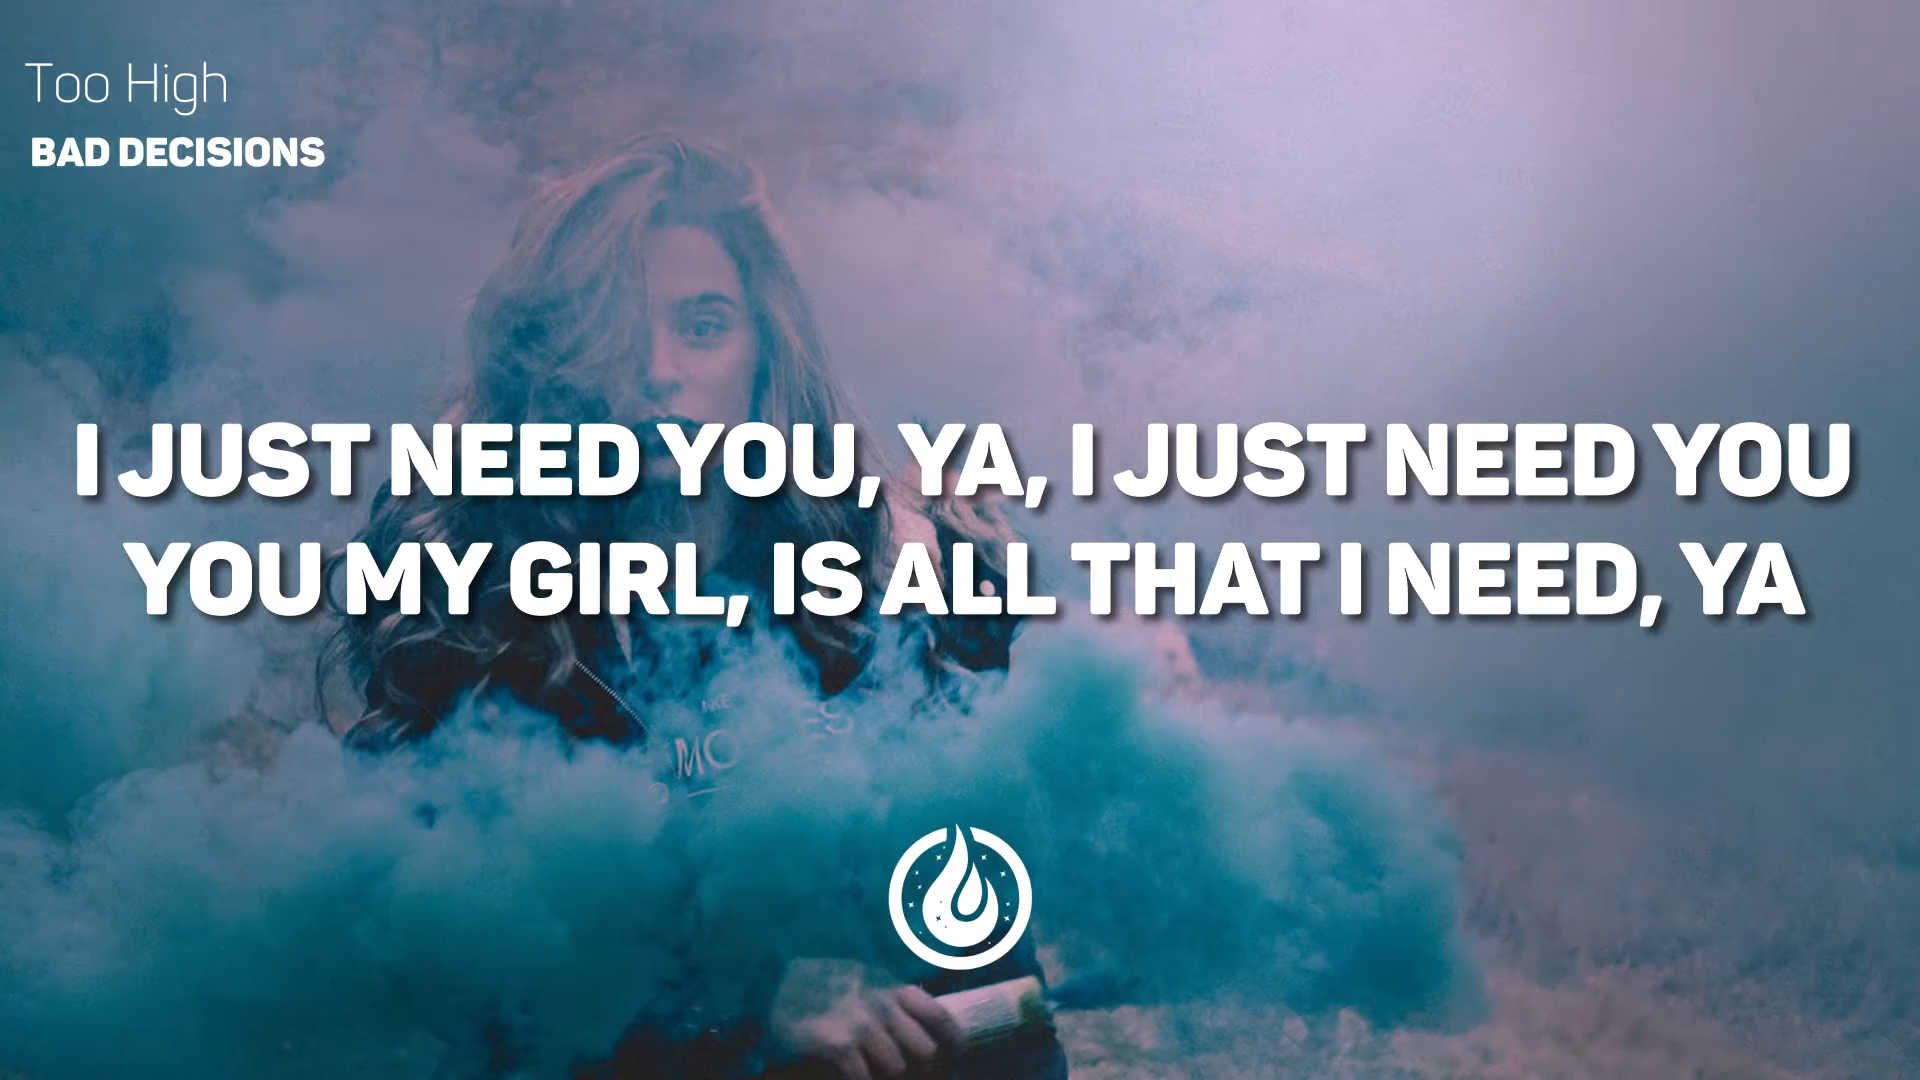 Too High
BAD DECISIONS
I JUST NEED YOU, YA, I JUST NEED YOU
YOU MY GIRL, IS ALL THAT I NEED, YA